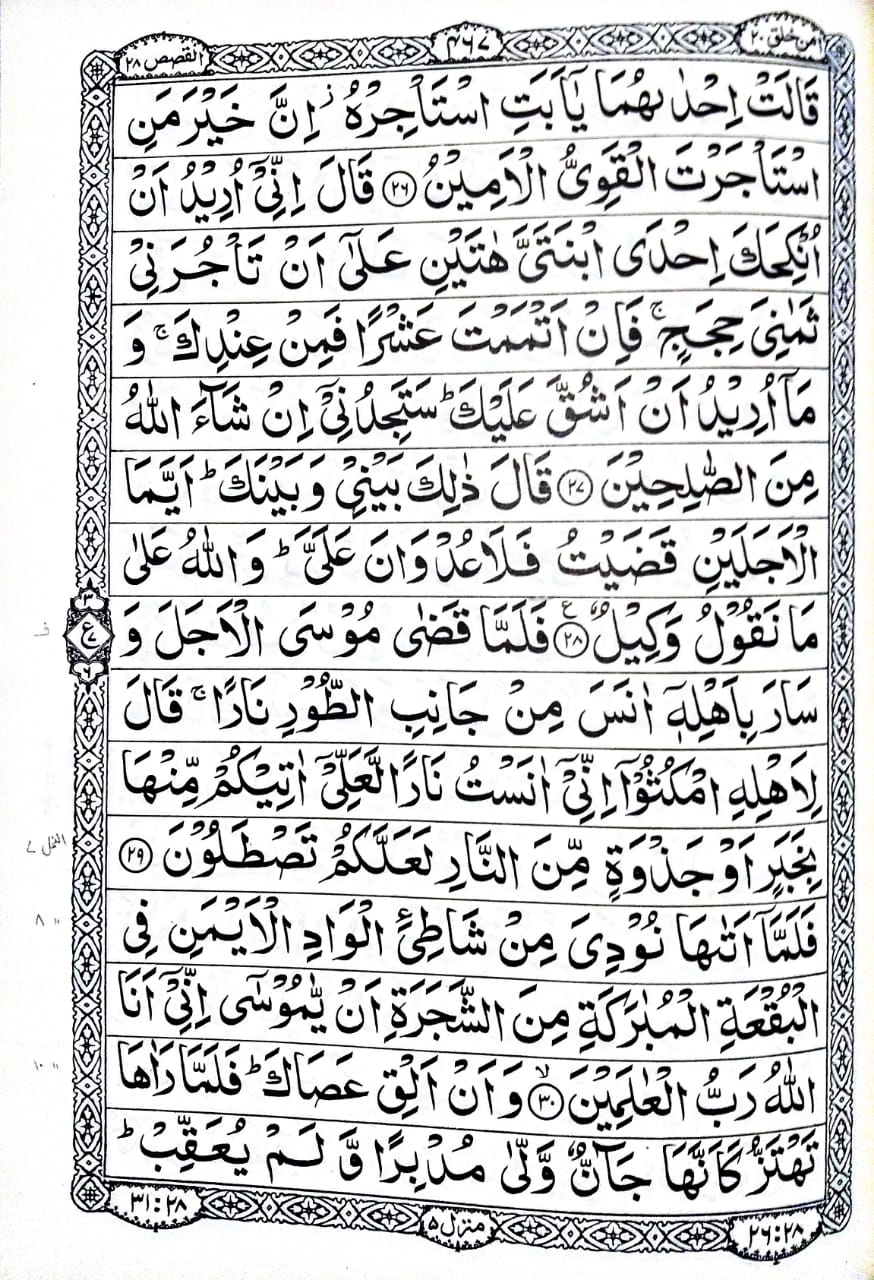 امن خلق ٢٠
٤٦٧
القصص ٢٨
قَالَتْ اِحْدٰىهُمَا يٰۤاَبَتِ اسْتَاْجِرْهُ ؗ اِنَّ خَيْرَ مَنِ
اسْتَاْجَرْتَ الْقَوِيُّ الْاَمِيْنُ ﴿٢٦﴾ قَالَ اِنِّيْۤ اُرِيْدُ اَنْ
اُنْكِحَكَ اِحْدَى ابْنَتَيَّ هٰتَيْنِ عَلٰۤى اَنْ تَاْجُرَنِيْ
ثَمٰنِيَ حِجَجٍ ۚ فَاِنْ اَتْمَمْتَ عَشْرًا فَمِنْ عِنْدِكَ ۚ وَ
مَاۤ اُرِيْدُ اَنْ اَشُقَّ عَلَيْكَ ؕ سَتَجِدُنِيْۤ اِنْ شَآءَ اللّٰهُ
مِنَ الصّٰلِحِيْنَ ﴿٢٧﴾ قَالَ ذٰلِكَ بَيْنِيْ وَبَيْنَكَ ؕ اَيَّمَا
الْاَجَلَيْنِ قَضَيْتُ فَلَا عُدْوَانَ عَلَيَّ ؕ وَاللّٰهُ عَلٰى
مَا نَقُوْلُ وَكِيْلٌ ﴿٢٨﴾ ع فَلَمَّا قَضٰى مُوْسَى الْاَجَلَ وَ
سَارَ بِاَهْلِهٖۤ اٰنَسَ مِنْ جَانِبِ الطُّوْرِ نَارًا ۚ قَالَ
لِاَهْلِهِ امْكُثُوْۤا اِنِّيْۤ اٰنَسْتُ نَارًا لَّعَلِّيْۤ اٰتِيْكُمْ مِّنْهَا
بِخَبَرٍ اَوْ جَذْوَةٍ مِّنَ النَّارِ لَعَلَّكُمْ تَصْطَلُوْنَ ﴿٢٩﴾
فَلَمَّاۤ اَتٰىهَا نُوْدِيَ مِنْ شَاطِئِ الْوَادِ الْاَيْمَنِ فِي
الْبُقْعَةِ الْمُبٰرَكَةِ مِنَ الشَّجَرَةِ اَنْ يّٰمُوْسٰۤى اِنِّيْۤ اَنَا
اللّٰهُ رَبُّ الْعٰلَمِيْنَ ﴿٣٠﴾ ۙ وَاَنْ اَلْقِ عَصَاكَ ؕ فَلَمَّا رَاٰهَا
تَهْتَزُّ كَاَنَّهَا جَآنٌّ وَّلّٰى مُدْبِرًا وَّ لَمْ يُعَقِّبْ ؕ
٣
ع ٧
٦
النحل ٧
〃 ٨
〃 ١٠
٢٨:٢٦
منزل ٥
٢٨:٣١